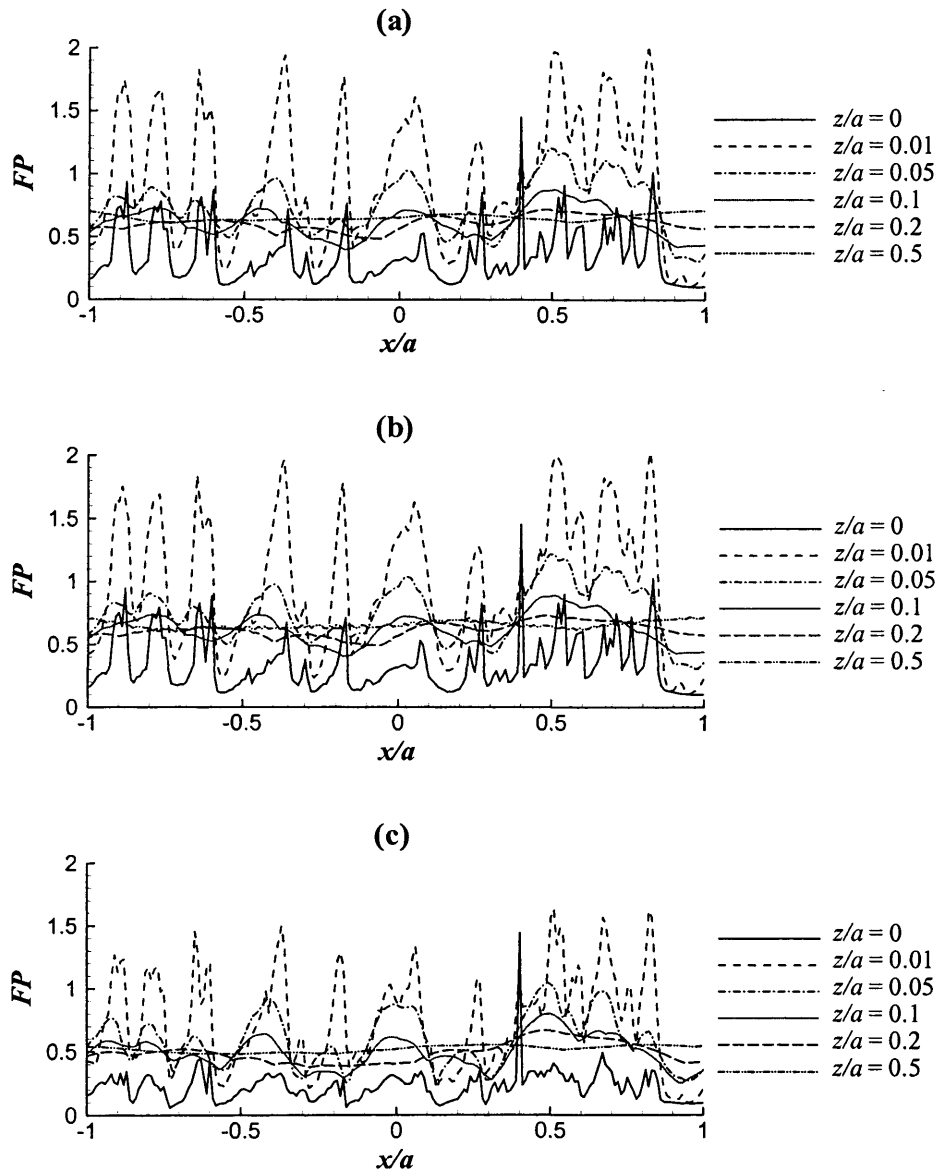 (a)
2
1.5
1
0.5
0
FP
-1
-0.5
0
0.5
1
x/a
z/a = 0
z/a = 0.01
z/a = 0.05
z/a = 0.1
z/a = 0.2
z/a = 0.5
(b)
2
1.5
1
0.5
0
FP
-1
-0.5
0
0.5
1
x/a
z/a = 0
z/a = 0.01
z/a = 0.05
z/a = 0.1
z/a = 0.2
z/a = 0.5
(c)
2
1.5
1
0.5
0
FP
-1
-0.5
0
0.5
1
x/a
z/a = 0
z/a = 0.01
z/a = 0.05
z/a = 0.1
z/a = 0.2
z/a = 0.5